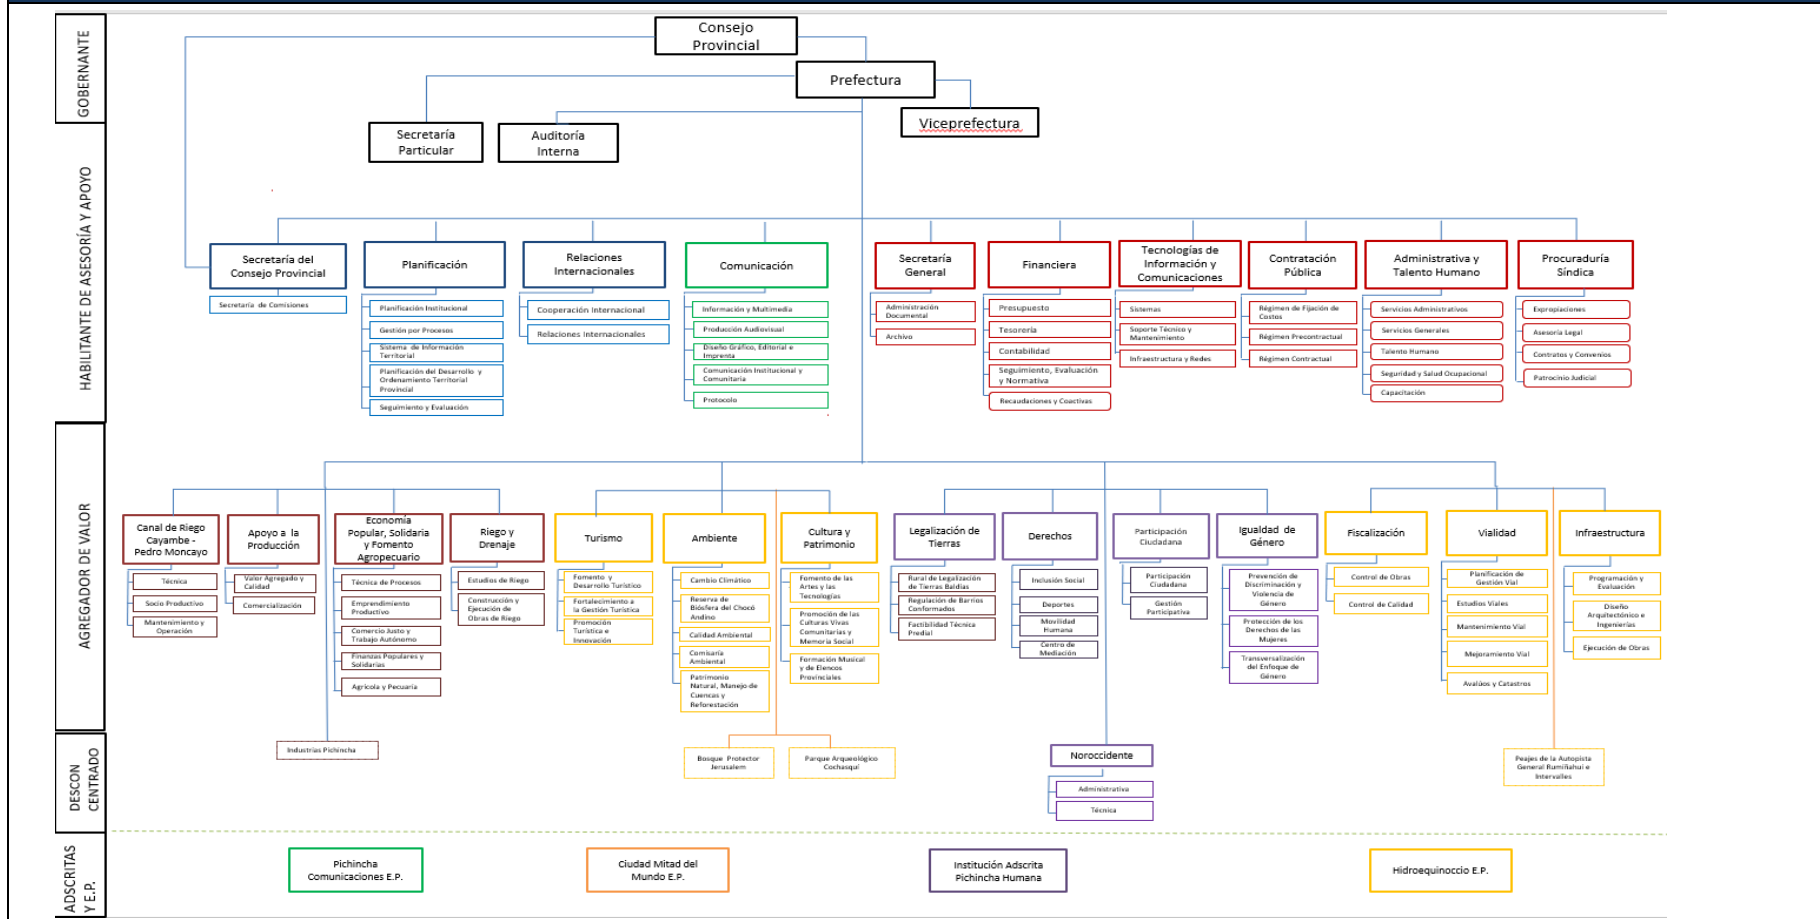 GOBERNANTE
Consejo
Provincial
Prefectura
Viceprefectura
Secretaría
Particular
Auditoría
Interna
HABILITANTE DE ASESORÍA Y APOYO
Secretaría del
Consejo Provincial
Secretaría de Comisiones
Planificación
Planificación Institucional
Gestión por Procesos
Sistema de Información
Territorial
Planificación del Desarrollo y
Ordenamiento Territorial
Provincial
Seguimiento y Evaluación
Relaciones
Internacionales
Cooperación Internacional
Relaciones Internacionales
Comunicación
Información y Multimedia
Producción Audiovisual
Diseño Gráfico, Editorial e
Imprenta
Comunicación Institucional y
Comunitaria
Protocolo
Secretaría
General
Administración
Documental
Archivo
Financiera
Presupuesto
Tesorería
Contabilidad
Seguimiento, Evaluación
y Normativa
Recaudaciones y Coactivas
Tecnologías de
Información y
Comunicaciones
Sistemas
Soporte Técnico y
Mantenimiento
Infraestructura y Redes
Contratación
Pública
Régimen de Fijación de
Costos
Régimen Precontractual
Régimen Contractual
Administrativa y
Talento Humano
Servicios Administrativos
Servicios Generales
Talento Humano
Seguridad y Salud Ocupacional
Capacitación
Procuraduría
Síndica
Expropiaciones
Asesoría Legal
Contratos y Convenios
Patrocinio Judicial
AGREGADOR DE VALOR
Canal de Riego
Cayambe -
Pedro Moncayo
Técnica
Socio Productivo
Mantenimiento y
Operación
Apoyo a la
Producción
Valor Agregado y
Calidad
Comercialización
Economía
Popular, Solidaria
y Fomento
Agropecuario
Técnica de Procesos
Emprendimiento
Productivo
Comercio Justo y
Trabajo Autónomo
Finanzas Populares y
Solidarias
Agrícola y Pecuaria
Riego y
Drenaje
Estudios de Riego
Construcción y
Ejecución de
Obras de Riego
Turismo
Fomento y
Desarrollo Turístico
Fortalecimiento a
la Gestión Turística
Promoción
Turística e
Innovación
Ambiente
Cambio Climático
Reserva de
Biósfera del Chocó
Andino
Calidad Ambiental
Comisaría
Ambiental
Patrimonio
Natural, Manejo de
Cuencas y
Reforestación
Cultura y
Patrimonio
Fomento de las
Artes y las
Tecnologías
Promoción de las
Culturas Vivas
Comunitarias y
Memoria Social
Formación Musical
y de Elencos
Provinciales
Legalización de
Tierras
Rural de Legalización
de Tierras Baldías
Regulación de Barrios
Conformados
Factibilidad Técnica
Predial
Derechos
Inclusión Social
Deportes
Movilidad
Humana
Centro de
Mediación
Participación
Ciudadana
Participación
Ciudadana
Gestión
Participativa
Igualdad de
Género
Prevención de
Discriminación y
Violencia de
Género
Protección de los
Derechos de las
Mujeres
Transversalización
del Enfoque de
Género
Fiscalización
Control de Obras
Control de Calidad
Vialidad
Planificación de
Gestión Vial
Estudios Viales
Mantenimiento Vial
Mejoramiento Vial
Avalúos y Catastros
Infraestructura
Programación y
Evaluación
Diseño
Arquitectónico e
Ingenierías
Ejecución de Obras
DESCON
CENTRADO
Industrias Pichincha
Bosque Protector
Jerusalem
Parque Arqueológico
Cochasquí
Noroccidente
Administrativa
Técnica
Peajes de la Autopista
General Rumiñahui e
Intervalles
ADSCRITAS
Y E.P.
Pichincha
Comunicaciones E.P.
Ciudad Mitad del
Mundo E.P.
Institución Adscrita
Pichincha Humana
Hidroequinoccio E.P.